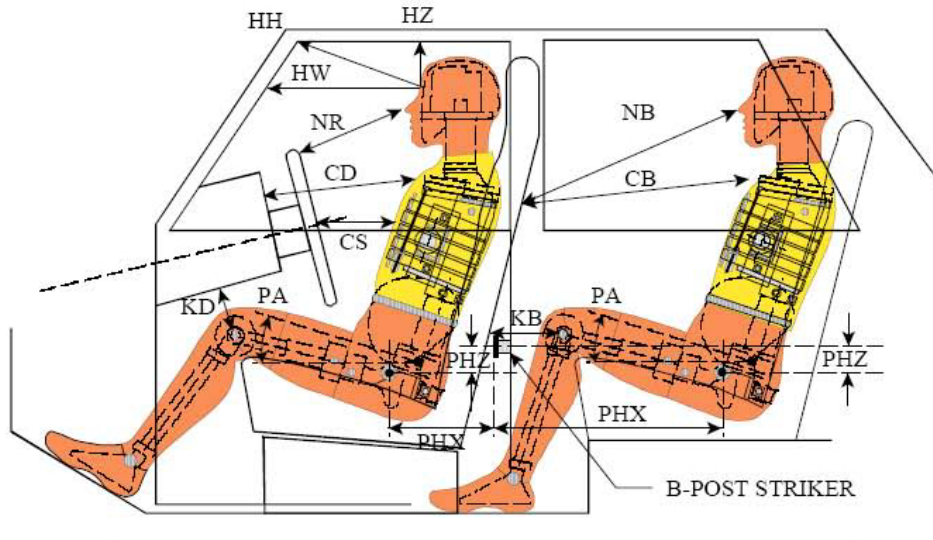 HH
HZ
HW
NR
NB
CD
CB
CS
KD
PA
KB
PA
PHZ
PHZ
PHX
PHX
B-POST STRIKER